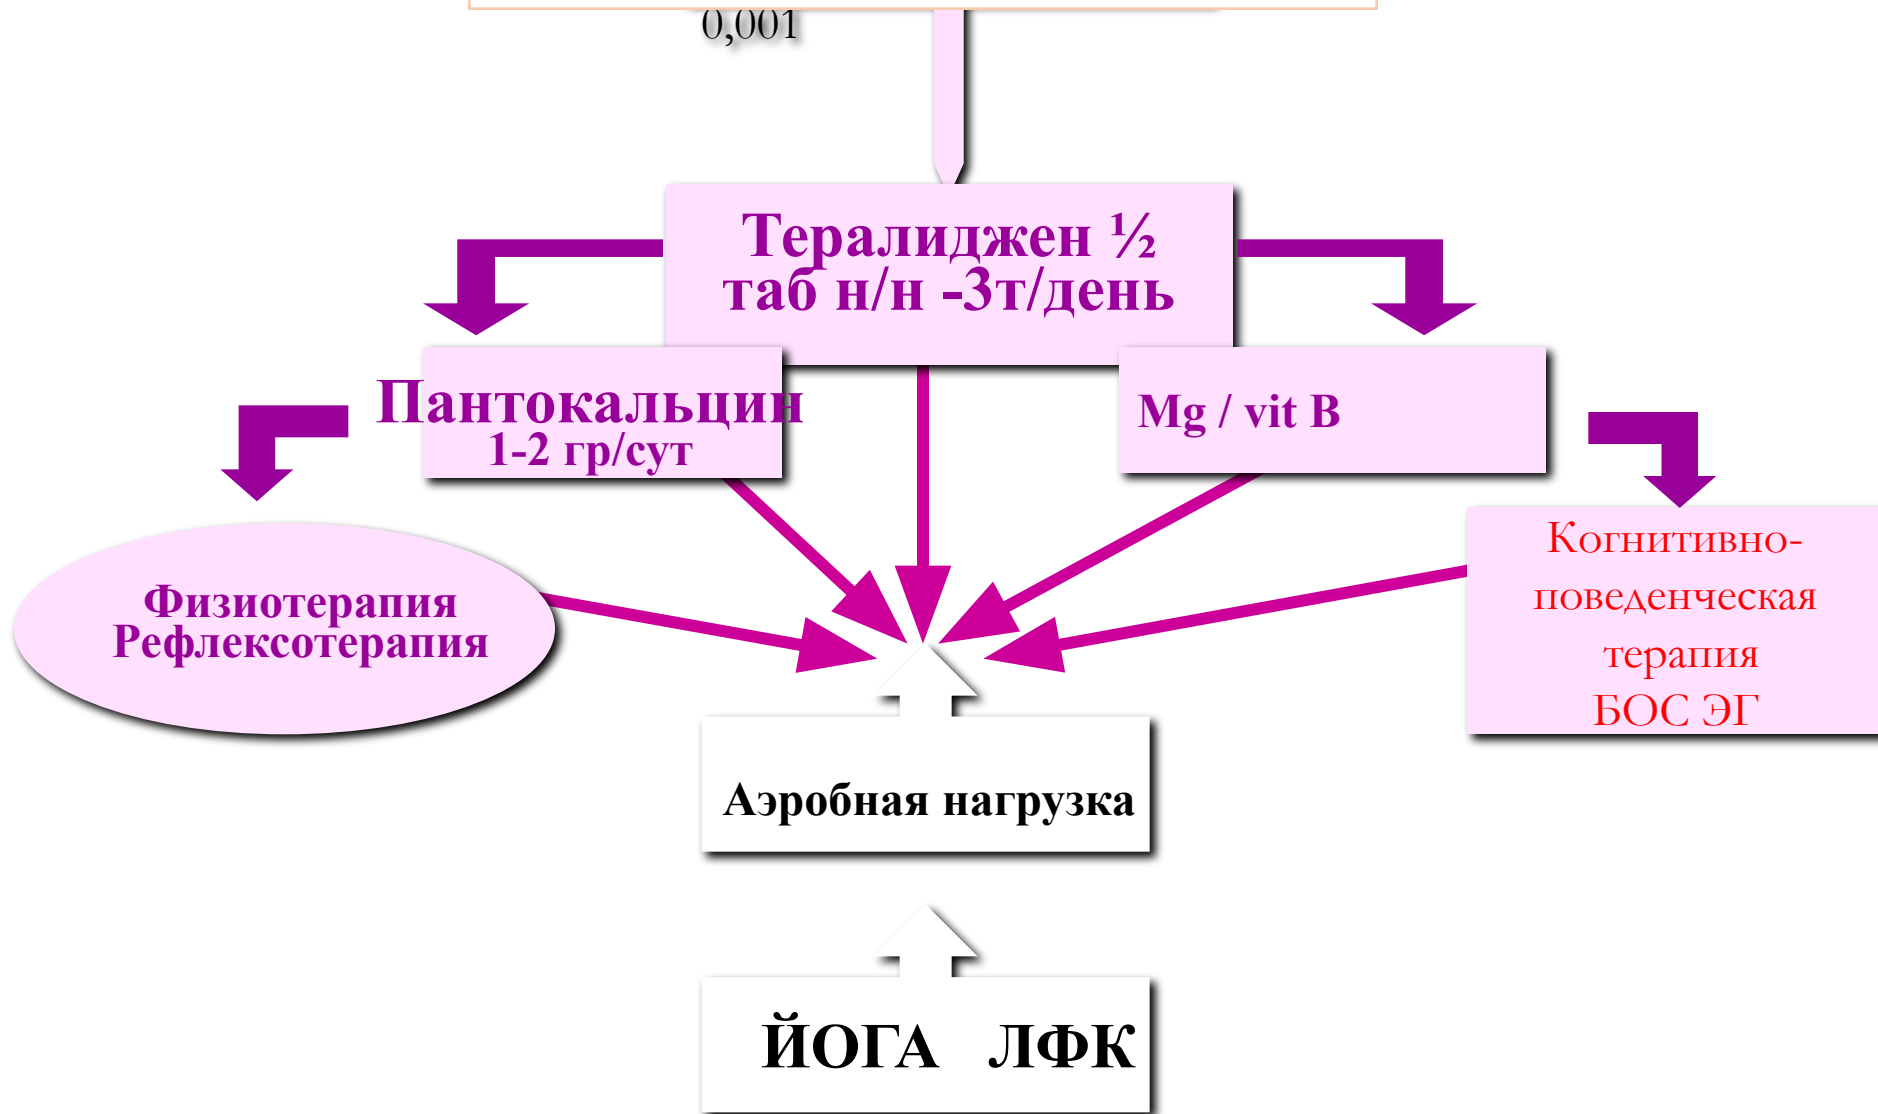 0,001
Тералиджен ½
таб н/н -3т/день
Пантокальцин
1-2 гр/сут
Mg / vit B
Физиотерапия
Рефлексотерапия
Когнитивно-
поведенческая
терапия
БОС ЭГ
Аэробная нагрузка
ЙОГА ЛФК